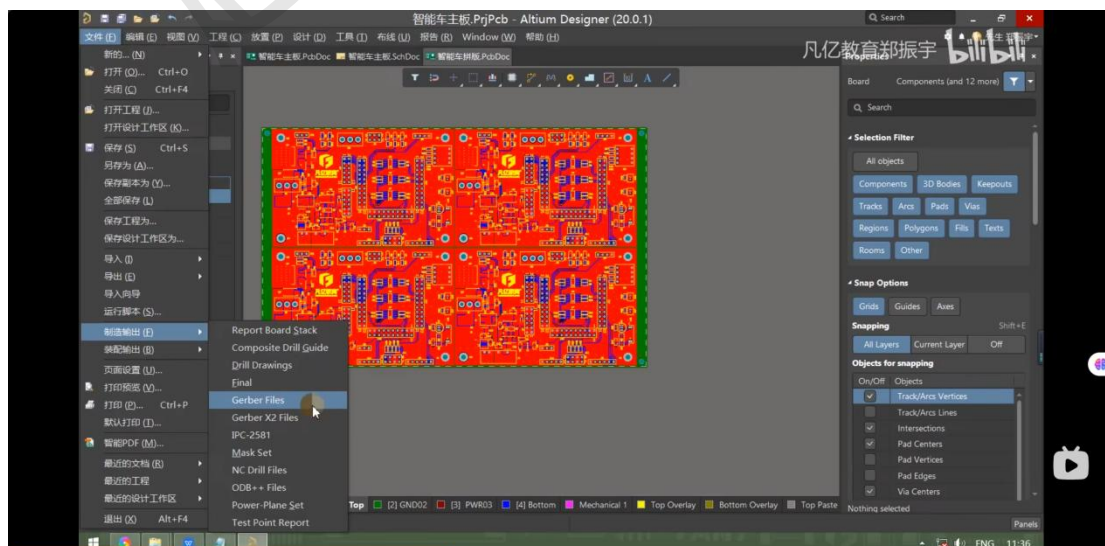 智能车主板.PrjPcb - Altium Designer (20.0.1)
Search
文件 (F) 编辑 (E) 视图 (V) 工程 (C) 放置 (P) 设计 (D) 工具 (T) 布线 (U) 报告 (R) Window (W) 帮助 (H)
凡亿教育郑振宇 bilibili
智能车主板.PcbDoc 智能车主板.SchDoc 智能车拼版.PcbDoc
Properties
新的... (N)
打开 (O)... Ctrl+O
关闭 (C) Ctrl+F4
打开工程 (J)...
打开设计工作区 (K)...
保存 (S) Ctrl+S
另存为 (A)...
保存副本为 (Y)...
全部保存 (L)
保存工程为...
保存设计工作区为...
导入 (I)
导出 (E)
导入向导
运行脚本 (S)...
制造输出 (F)
装配输出 (B)
页面设置 (U)...
打印预览 (V)...
打印 (P)... Ctrl+P
默认打印 (T)...
智能PDF (M)...
最近的文档 (R)
最近的工程
最近的设计工作区
退出 (X) Alt+F4
Report Board Stack
Composite Drill Guide
Drill Drawings
Final
Gerber Files
Gerber X2 Files
IPC-2581
Mask Set
NC Drill Files
ODB++ Files
Power-Plane Set
Test Point Report
Board Components (and 12 more)
Search
Selection Filter
All objects
Components 3D Bodies Keepouts
Tracks Arcs Pads Vias
Regions Polygons Fills Texts
Rooms Other
Snap Options
Grids Guides Axes
Snapping Shift+E
All Layers Current Layer Off
Objects for snapping
On/Off Objects
Track/Arcs Vertices
Track/Arcs Lines
Intersections
Pad Centers
Pad Vertices
Pad Edges
Via Centers
Nothing selected
Top [2] GND02 [3] PWR03 [4] Bottom Mechanical 1 Top Overlay Bottom Overlay Top Paste
Panels
ENG 11:36